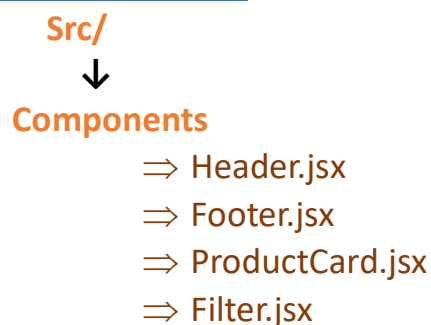 Src/
↓
Components
⇒ Header.jsx
⇒ Footer.jsx
⇒ ProductCard.jsx
⇒ Filter.jsx